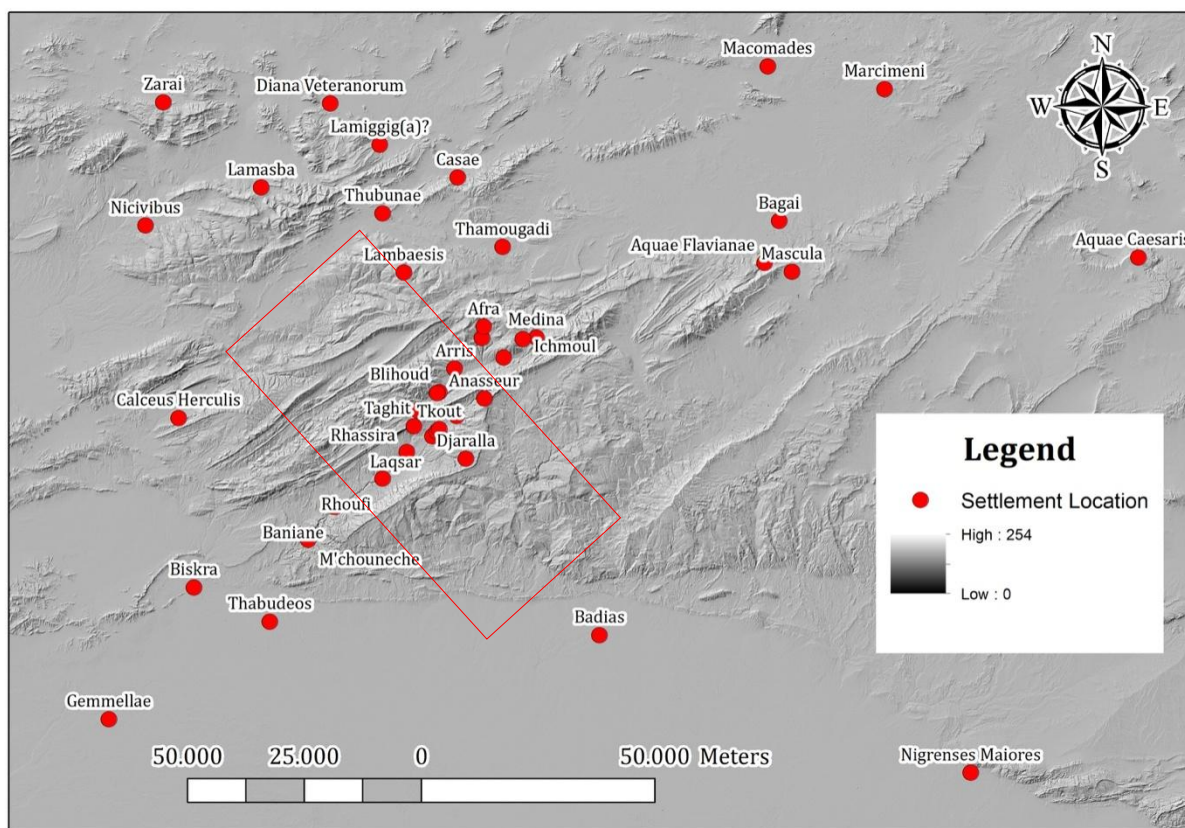 Macomades
Marcimeni
Zarai
Diana Veteranorum
Lamiggig(a)?
Casae
Lamasba
Thubunae
Nicivibus
Thamougadi
Bagai
Aquae Flavianae
Mascula
Aquae Caesaris
Lambaesis
Afra
Medina
Ichmoul
Arris
Blihoud
Anasseur
Calceus Herculis
Taghit
Tkout
Rhassira
Djaralla
Laqsar
Rhoufi
Baniane
M'chouneche
Biskra
Thabudeos
Badias
Gemmellae
Nigrenses Maiores
N
W E
S
Legend
Settlement Location
High : 254
Low : 0
50.000 25.000 0 50.000 Meters